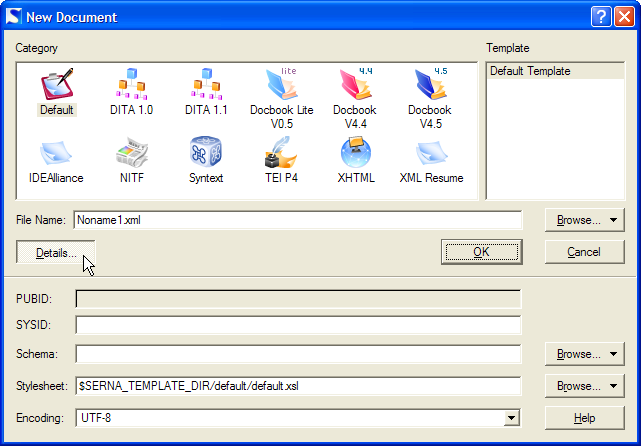 New Document
Category
Template
lite
4.4
4.5
Default
DITA 1.0
DITA 1.1
Docbook Lite
V0.5
Docbook
V4.4
Docbook
V4.5
Default Template
IDEAlliance
NITF
Syntext
TEI P4
XHTML
XML Resume
File Name:
Noname1.xml
Browse...
Details...
OK
Cancel
PUBID:
SYSID:
Schema:
Browse...
Stylesheet:
$SERNA_TEMPLATE_DIR/default/default.xsl
Browse...
Encoding:
UTF-8
Help